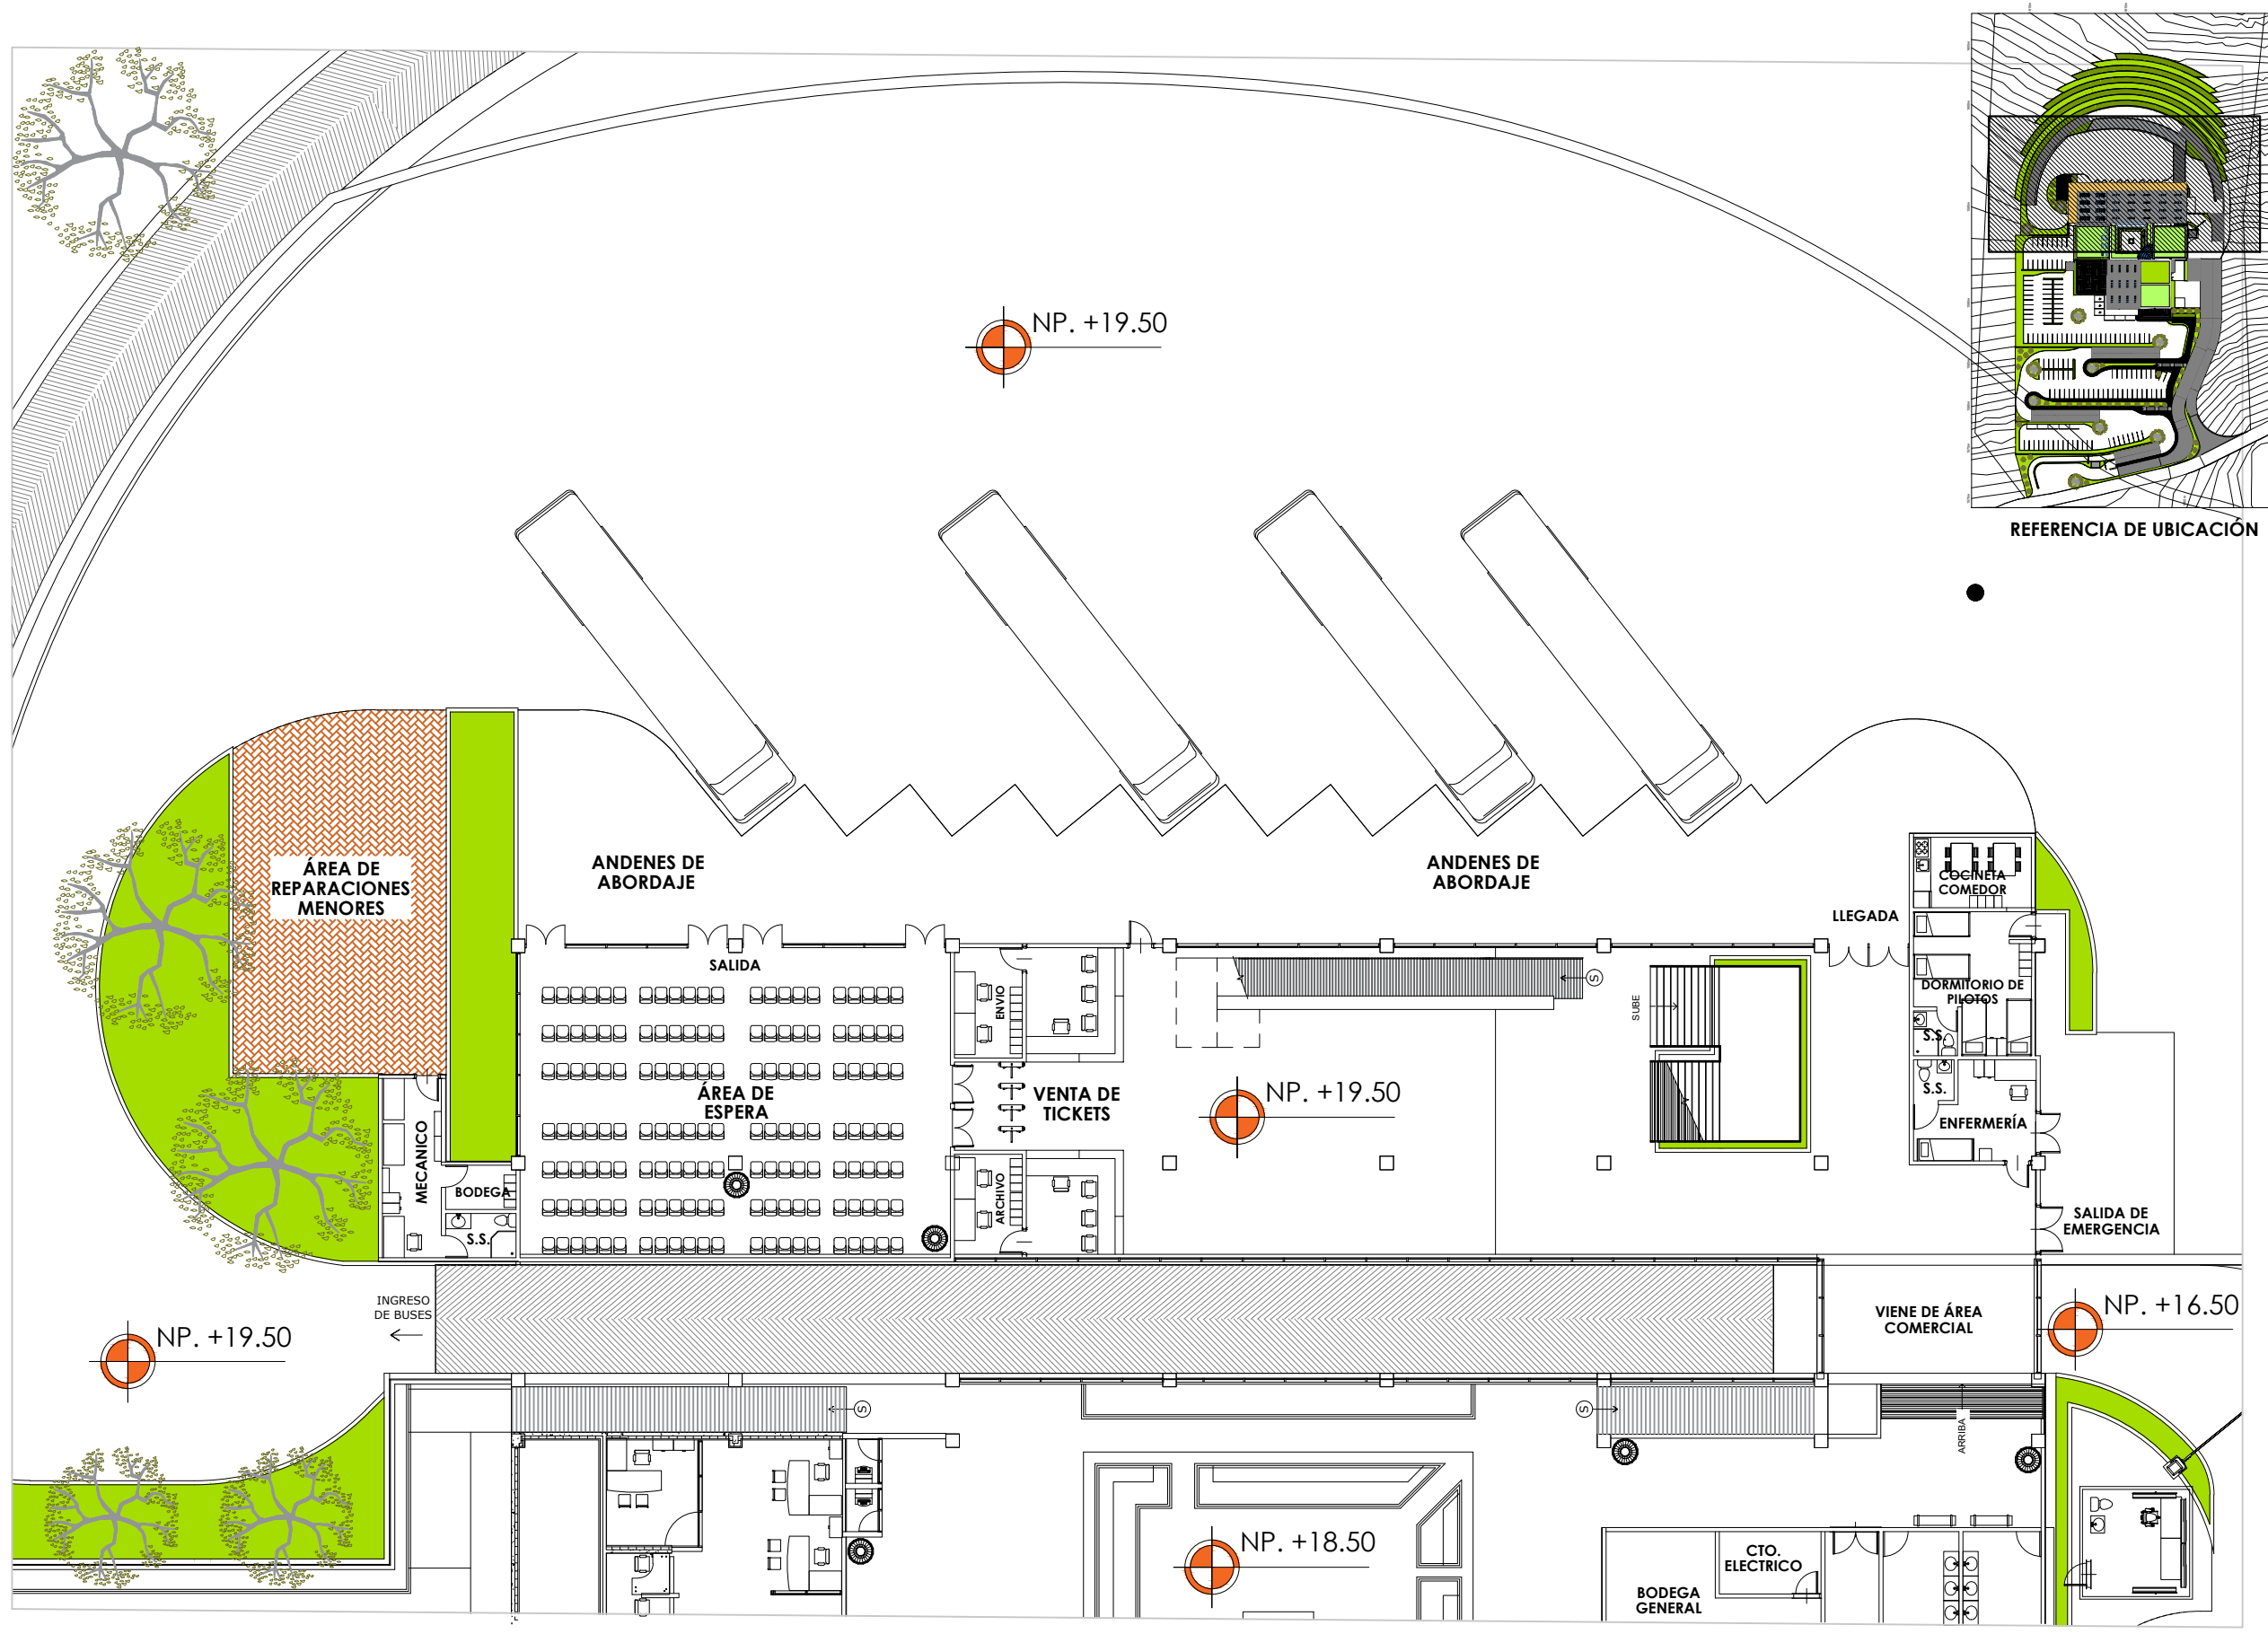 NP. +19.50
REFERENCIA DE UBICACIÓN
ÁREA DE
REPARACIONES
MENORES
ANDENES DE
ABORDAJE
ANDENES DE
ABORDAJE
COCINETA
COMEDOR
LLEGADA
SALIDA
ENVIO
S
SUBE
DORMITORIO DE
PILOTOS
S.S.
ÁREA DE
ESPERA
VENTA DE
TICKETS
NP. +19.50
S.S.
ENFERMERÍA
MECANICO
BODEGA
ARCHIVO
S.S.
SALIDA DE
EMERGENCIA
INGRESO
DE BUSES
NP. +19.50
VIENE DE ÁREA
COMERCIAL
NP. +16.50
S
S
ARRIBA
NP. +18.50
CTO.
ELECTRICO
BODEGA
GENERAL